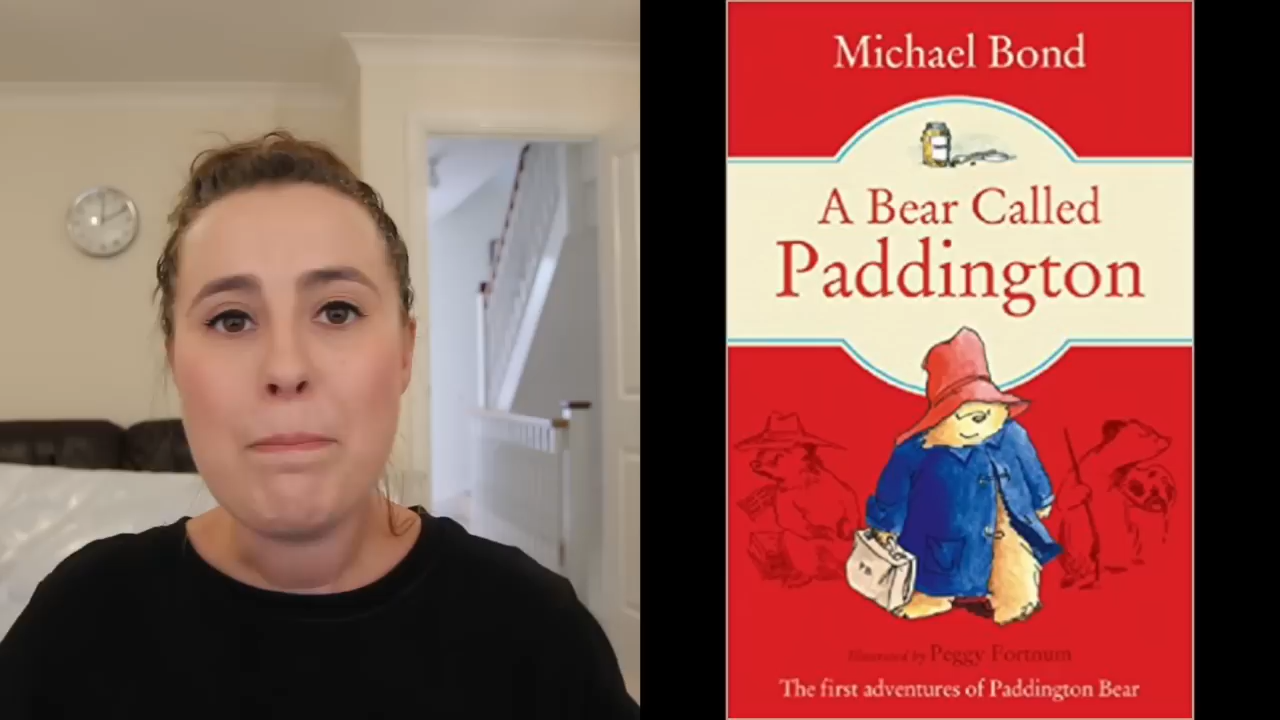 Michael Bond
A Bear Called
Paddington
Illustrated by Peggy Fortnum
The first adventures of Paddington Bear